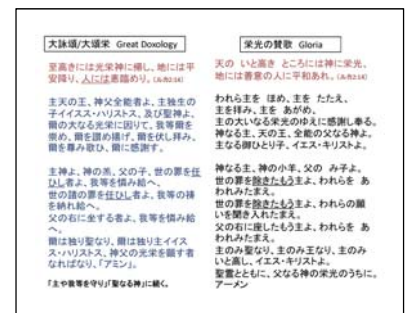 大詠頌/大頌栄 Great Doxology
至高きには光栄神に帰し、地には平
安降り、人には恵臨めり。(ルカ2:14)
主天の王、神父全能者よ、主独生の
子イイスス・ハリストス、及び聖神よ、
爾の大なる光栄に因りて、我等爾を
崇め、爾を讃め揚げ、爾を伏し拝み、
爾を尊み歌ひ、爾に感謝す。
主神よ、神の羔、父の子、世の罪を任
ひし者よ、我等を憐み給へ、
世の諸の罪を任ひし者よ、我等の祷
を納れ給へ。
父の右に坐する者よ、我等を憐み給
へ。
爾は独り聖なり、爾は独り主イイス
ス・ハリストス、神父の光栄を顕す者
なればなり、「アミン」。
「主や我等を守り」「聖なる神」に続く。
栄光の賛歌 Gloria
天の いと高き ところには神に栄光、
地には善意の人に平和あれ。(ルカ2:14)
われら主を ほめ、主を たたえ、
主を拝み、主を あがめ、
主の大いなる栄光のゆえに感謝し奉る。
神なる主、天の王、全能の父なる神よ。
主なる御ひとり子、イエス・キリストよ。
神なる主、神の小羊、父の み子よ。
世の罪を除きたもう主よ、われらを あ
われみたまえ。
世の罪を除きたもう主よ、われらの願
いを聞き入れたまえ。
父の右に座したもう主よ、われらを あ
われみたまえ。
主のみ聖なり、主のみ王なり、主のみ
いと高し、イエス・キリストよ。
聖霊とともに、父なる神の栄光のうちに。
アーメン